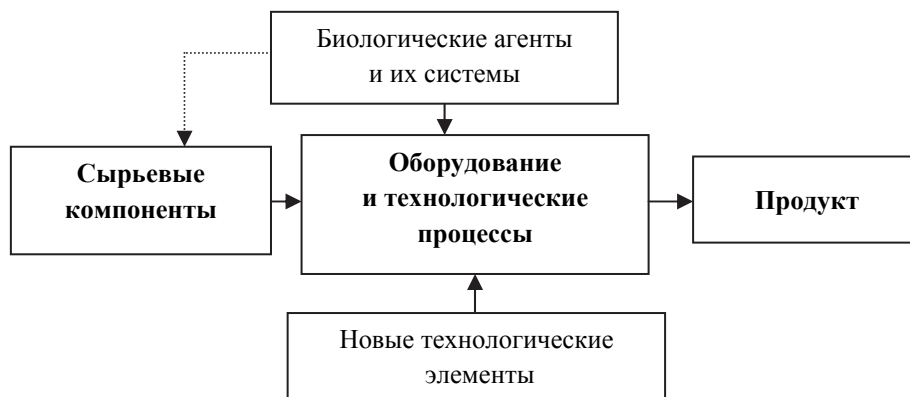 Биологические агенты
и их системы
Сырьевые
компоненты
Оборудование
и технологические
процессы
Продукт
Новые технологические
элементы